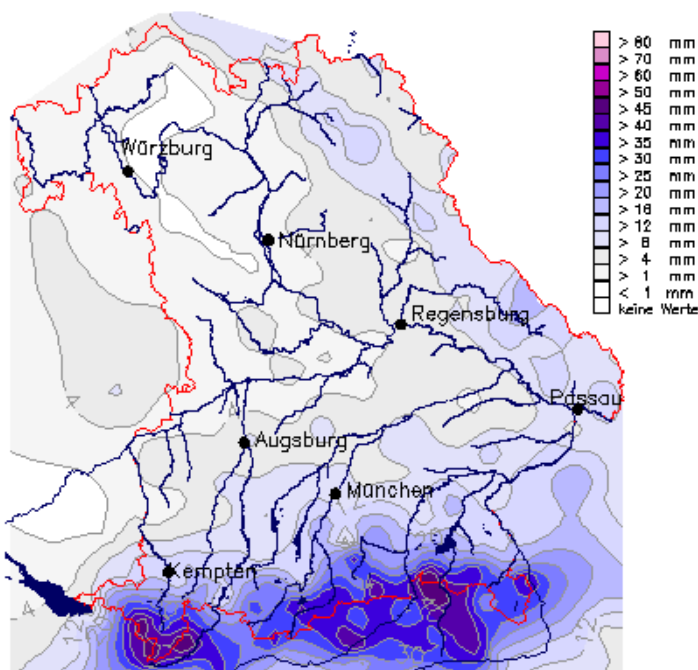 > 80 mm
> 70 mm
> 60 mm
> 50 mm
> 45 mm
> 40 mm
> 35 mm
> 30 mm
> 25 mm
> 20 mm
> 16 mm
> 12 mm
> 8 mm
> 4 mm
> 1 mm
< 1 mm
keine Werte
Würzburg
Nürnberg
Regensburg
Passau
Augsburg
München
Kempten
4